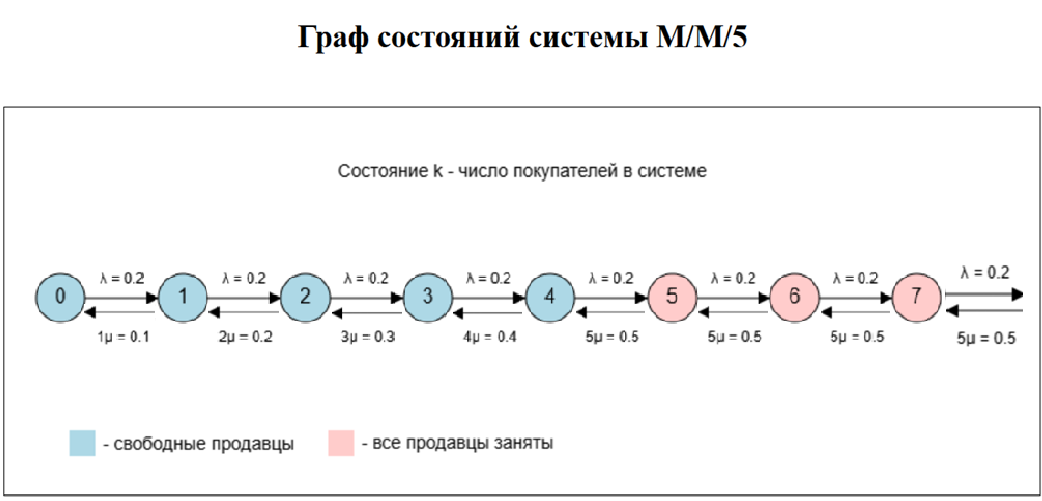 Граф состояний системы M/M/5
Состояние k - число покупателей в системе
λ = 0.2 λ = 0.2 λ = 0.2 λ = 0.2 λ = 0.2 λ = 0.2 λ = 0.2 λ = 0.2
0 1 2 3 4 5 6 7
1μ = 0.1 2μ = 0.2 3μ = 0.3 4μ = 0.4 5μ = 0.5 5μ = 0.5 5μ = 0.5 5μ = 0.5
- свободные продавцы - все продавцы заняты